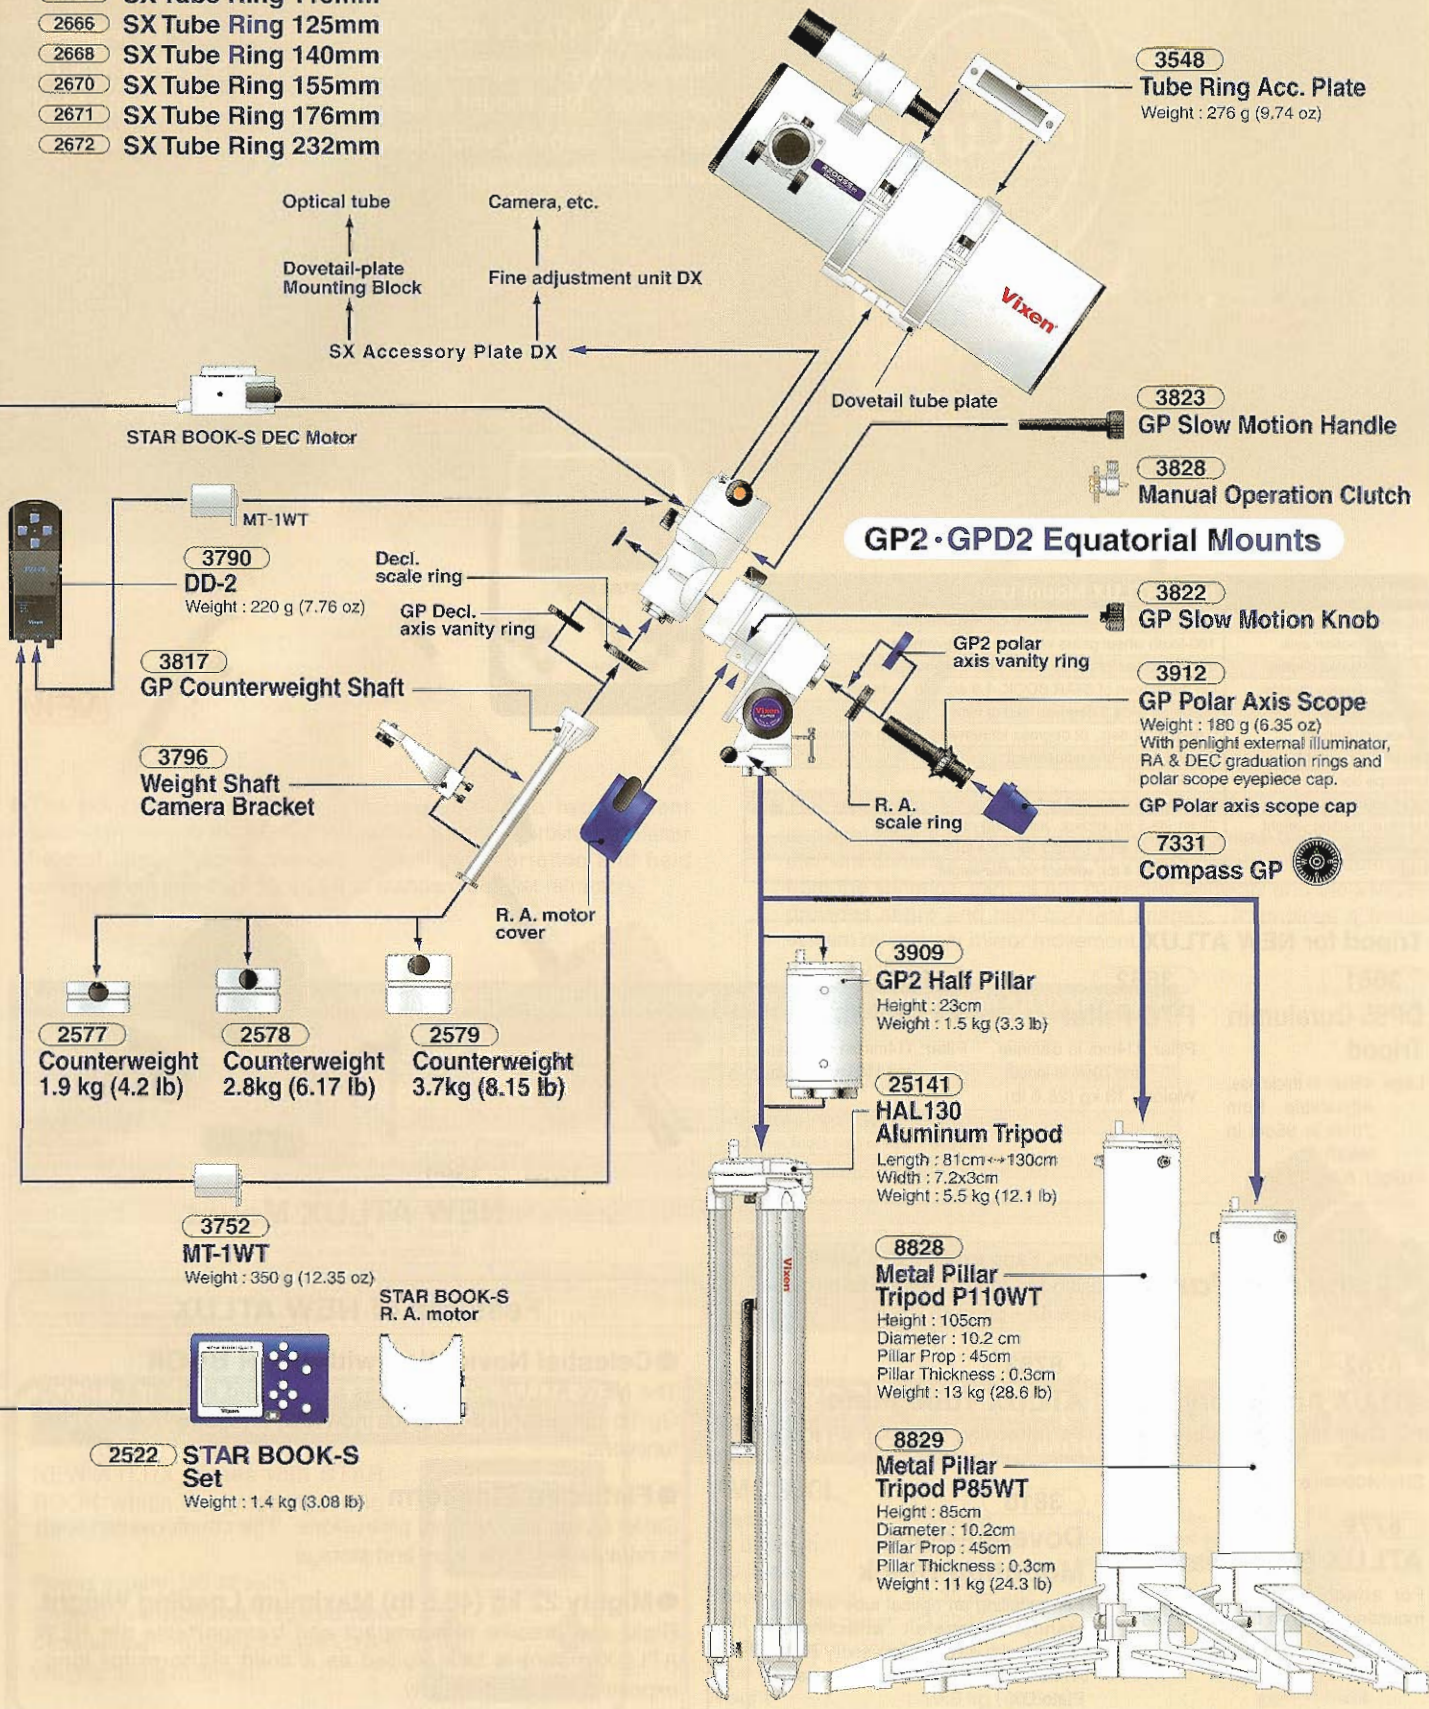 SX Tube Ring
2666 SX Tube Ring 125mm
2668 SX Tube Ring 140mm
2670 SX Tube Ring 155mm
2671 SX Tube Ring 176mm
2672 SX Tube Ring 232mm
3548
Tube Ring Acc. Plate
Weight : 276 g (9.74 oz)
Optical tube
Camera, etc.
Dovetail-plate
Mounting Block
Fine adjustment unit DX
SX Accessory Plate DX
Vixen
Dovetail tube plate
STAR BOOK-S DEC Motor
3823
GP Slow Motion Handle
3828
Manual Operation Clutch
MT-1WT
GP2・GPD2 Equatorial Mounts
3790
DD-2
Weight : 220 g (7.76 oz)
Decl.
scale ring
GP Decl.
axis vanity ring
3822
GP Slow Motion Knob
GP2 polar
axis vanity ring
3817
GP Counterweight Shaft
3912
GP Polar Axis Scope
Weight : 180 g (6.35 oz)
With penlight external illuminator,
RA & DEC graduation rings and
polar scope eyepiece cap.
Vixen
3796
Weight Shaft
Camera Bracket
GP Polar axis scope cap
R. A.
scale ring
7331
Compass GP
R. A. motor
cover
3909
GP2 Half Pillar
Height : 23cm
Weight : 1.5 kg (3.3 lb)
2577
Counterweight
1.9 kg (4.2 lb)
2578
Counterweight
2.8kg (6.17 lb)
2579
Counterweight
3.7kg (8.15 lb)
25141
HAL130
Aluminum Tripod
Length : 81cm↔130cm
Width : 7.2x3cm
Weight : 5.5 kg (12.1 lb)
3752
MT-1WT
Weight : 350 g (12.35 oz)
Vixen
8828
Metal Pillar
Tripod P110WT
Height : 105cm
Diameter : 10.2 cm
Pillar Prop : 45cm
Pillar Thickness : 0.3cm
Weight : 13 kg (28.6 lb)
STAR BOOK-S
R. A. motor
Vixen
2522 STAR BOOK-S
Set
Weight : 1.4 kg (3.08 lb)
8829
Metal Pillar
Tripod P85WT
Height : 85cm
Diameter : 10.2cm
Pillar Prop : 45cm
Pillar Thickness : 0.3cm
Weight : 11 kg (24.3 lb)